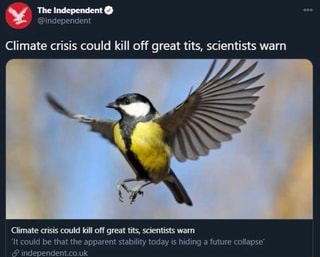 The Independent
@Independent
Climate crisis could kill off great tits, scientists warn
Climate crisis could kill off great tits, scientists warn
'It could be that the apparent stability today is hiding a future collapse'
independent.co.uk